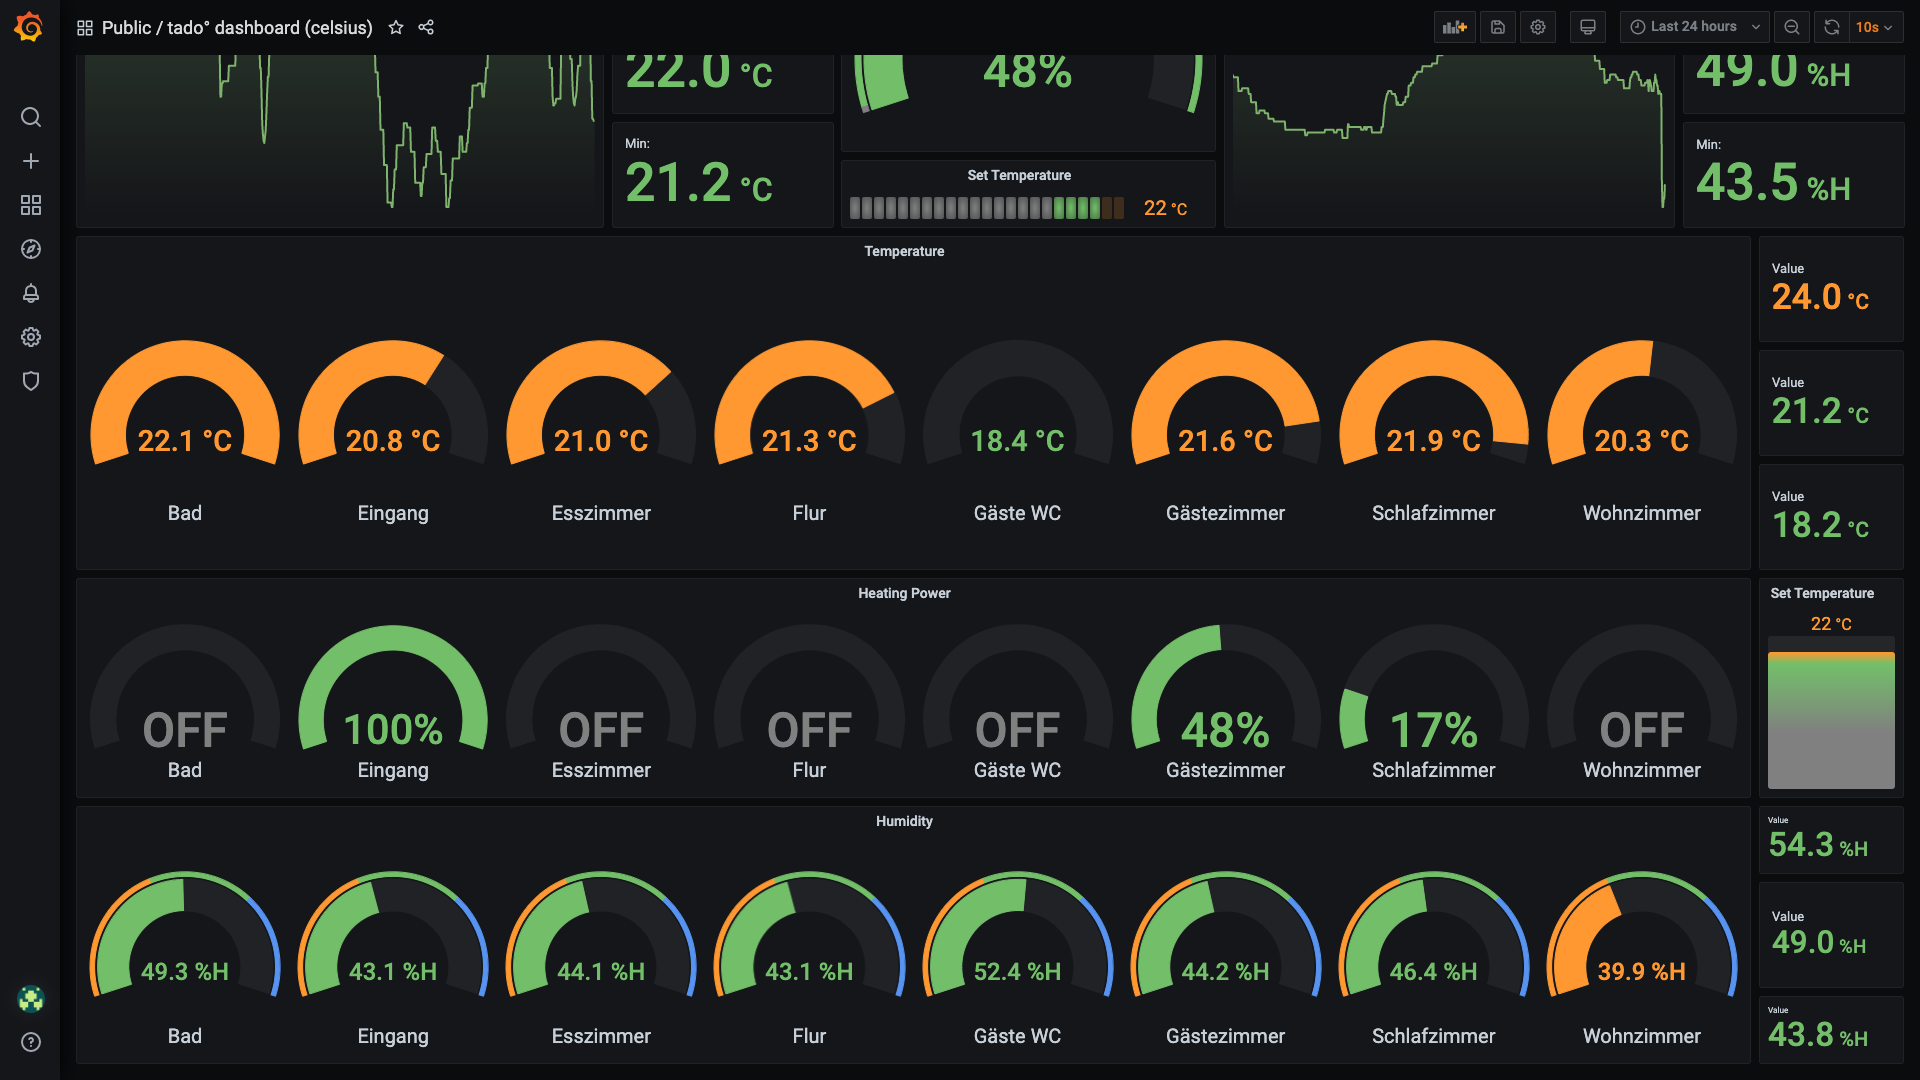 Public / tado° dashboard (celsius)
Last 24 hours
10s
22.0 °C
48%
49.0 %H
Min:
21.2 °C
Set Temperature
22 °C
Min:
43.5 %H
Temperature
22.1 °C
20.8 °C
21.0 °C
21.3 °C
18.4 °C
21.6 °C
21.9 °C
20.3 °C
Bad
Eingang
Esszimmer
Flur
Gäste WC
Gästezimmer
Schlafzimmer
Wohnzimmer
Value
24.0 °C
Value
21.2 °C
Value
18.2 °C
Heating Power
OFF
100%
OFF
OFF
OFF
48%
17%
OFF
Bad
Eingang
Esszimmer
Flur
Gäste WC
Gästezimmer
Schlafzimmer
Wohnzimmer
Set Temperature
22 °C
Humidity
49.3 %H
43.1 %H
44.1 %H
43.1 %H
52.4 %H
44.2 %H
46.4 %H
39.9 %H
Bad
Eingang
Esszimmer
Flur
Gäste WC
Gästezimmer
Schlafzimmer
Wohnzimmer
Value
54.3 %H
Value
49.0 %H
Value
43.8 %H